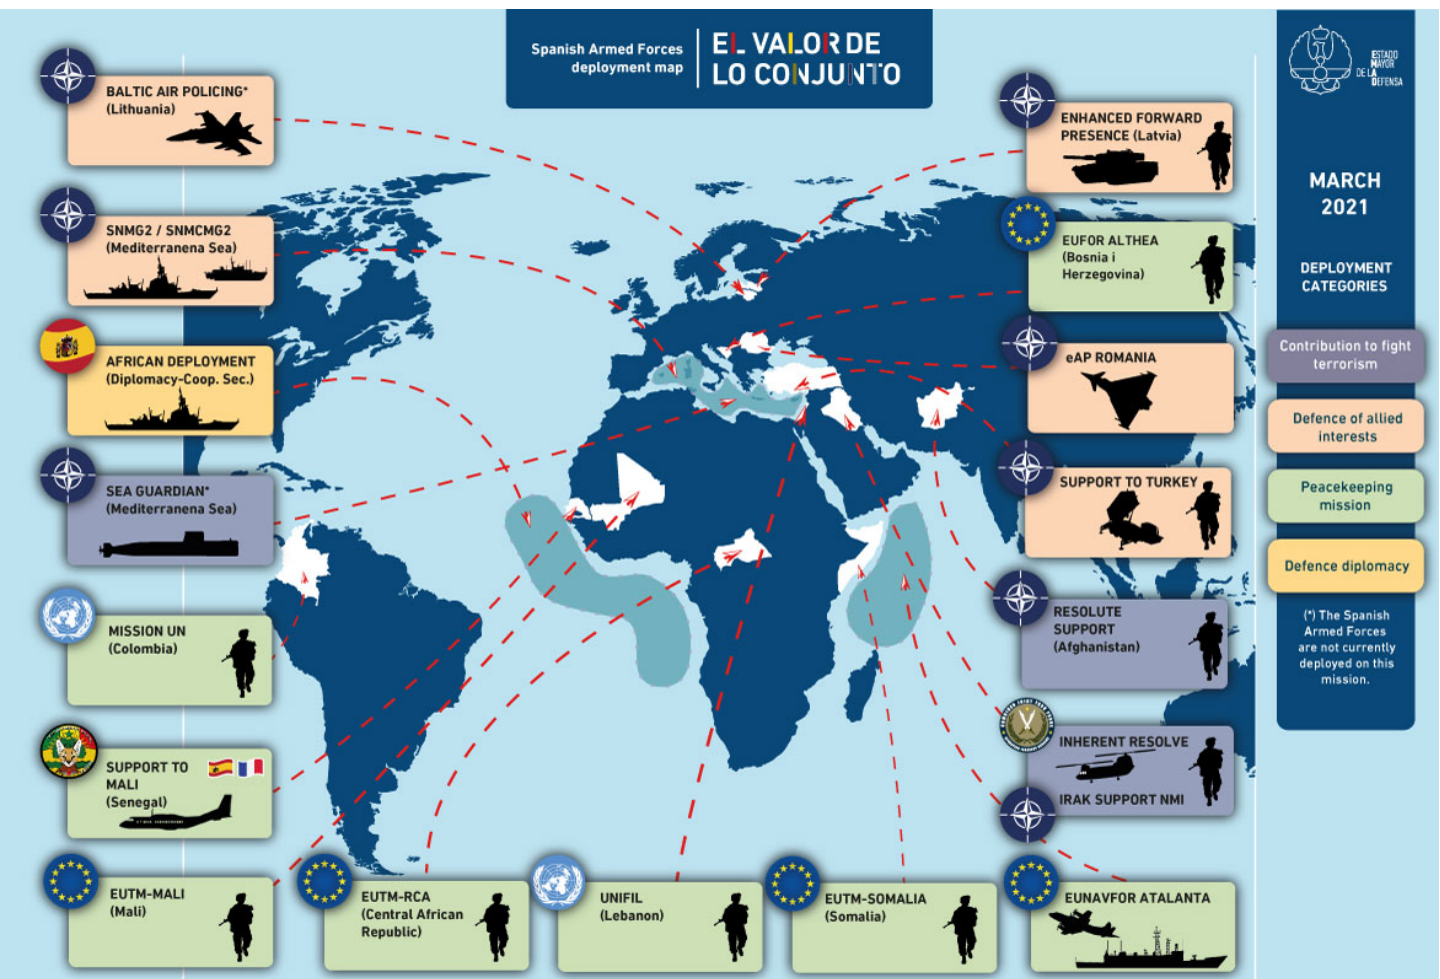 Spanish Armed Forces
deployment map
EL VALOR DE
LO CONJUNTO
ESTADO
MAYOR
DE LA
DEFENSA
BALTIC AIR POLICING*
(Lithuania)
SNMG2 / SNMCMG2
(Mediterranena Sea)
AFRICAN DEPLOYMENT
(Diplomacy-Coop. Sec.)
SEA GUARDIAN*
(Mediterranena Sea)
MISSION UN
(Colombia)
SUPPORT TO
MALI
(Senegal)
EUTM-MALI
(Mali)
EUTM-RCA
(Central African
Republic)
UNIFIL
(Lebanon)
EUTM-SOMALIA
(Somalia)
EUNAVFOR ATALANTA
ENHANCED FORWARD
PRESENCE (Latvia)
EUFOR ALTHEA
(Bosnia i
Herzegovina)
eAP ROMANIA
SUPPORT TO TURKEY
RESOLUTE
SUPPORT
(Afghanistan)
INHERENT RESOLVE
IRAK SUPPORT NMI
MARCH
2021
DEPLOYMENT
CATEGORIES
Contribution to fight
terrorism
Defence of allied
interests
Peacekeeping
mission
Defence diplomacy
(*) The Spanish
Armed Forces
are not currently
deployed on this
mission.